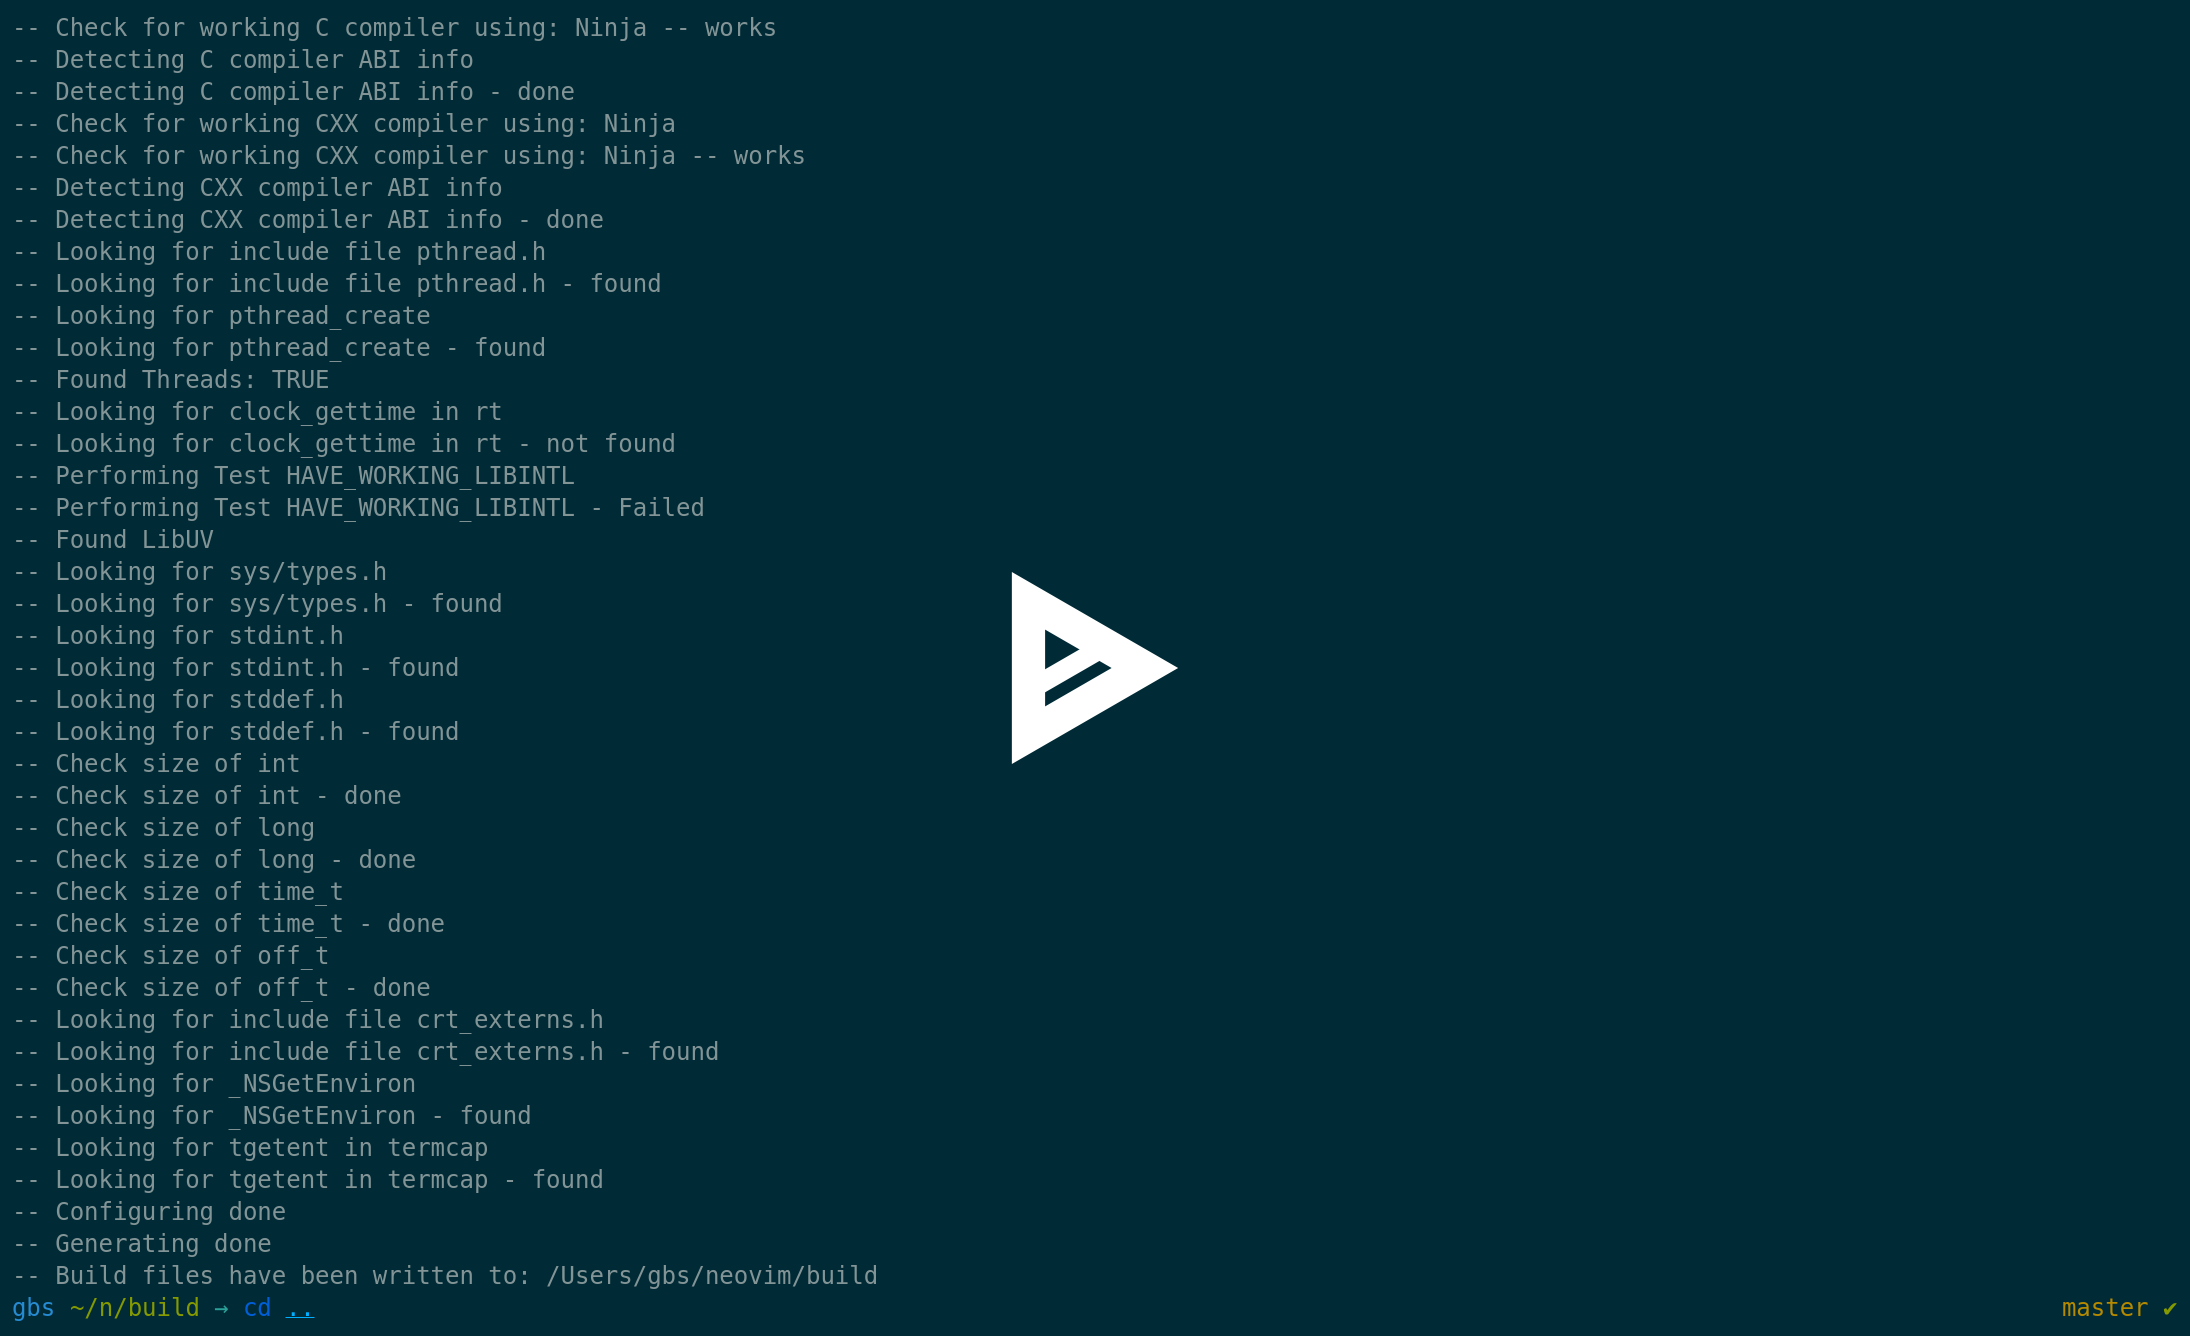 -- Check for working C compiler using: Ninja -- works
-- Detecting C compiler ABI info
-- Detecting C compiler ABI info - done
-- Check for working CXX compiler using: Ninja
-- Check for working CXX compiler using: Ninja -- works
-- Detecting CXX compiler ABI info
-- Detecting CXX compiler ABI info - done
-- Looking for include file pthread.h
-- Looking for include file pthread.h - found
-- Looking for pthread_create
-- Looking for pthread_create - found
-- Found Threads: TRUE
-- Looking for clock_gettime in rt
-- Looking for clock_gettime in rt - not found
-- Performing Test HAVE_WORKING_LIBINTL
-- Performing Test HAVE_WORKING_LIBINTL - Failed
-- Found LibUV
-- Looking for sys/types.h
-- Looking for sys/types.h - found
-- Looking for stdint.h
-- Looking for stdint.h - found
-- Looking for stddef.h
-- Looking for stddef.h - found
-- Check size of int
-- Check size of int - done
-- Check size of long
-- Check size of long - done
-- Check size of time_t
-- Check size of time_t - done
-- Check size of off_t
-- Check size of off_t - done
-- Looking for include file crt_externs.h
-- Looking for include file crt_externs.h - found
-- Looking for _NSGetEnviron
-- Looking for _NSGetEnviron - found
-- Looking for tgetent in termcap
-- Looking for tgetent in termcap - found
-- Configuring done
-- Generating done
-- Build files have been written to: /Users/gbs/neovim/build
gbs ~/n/build → cd .. master ✔